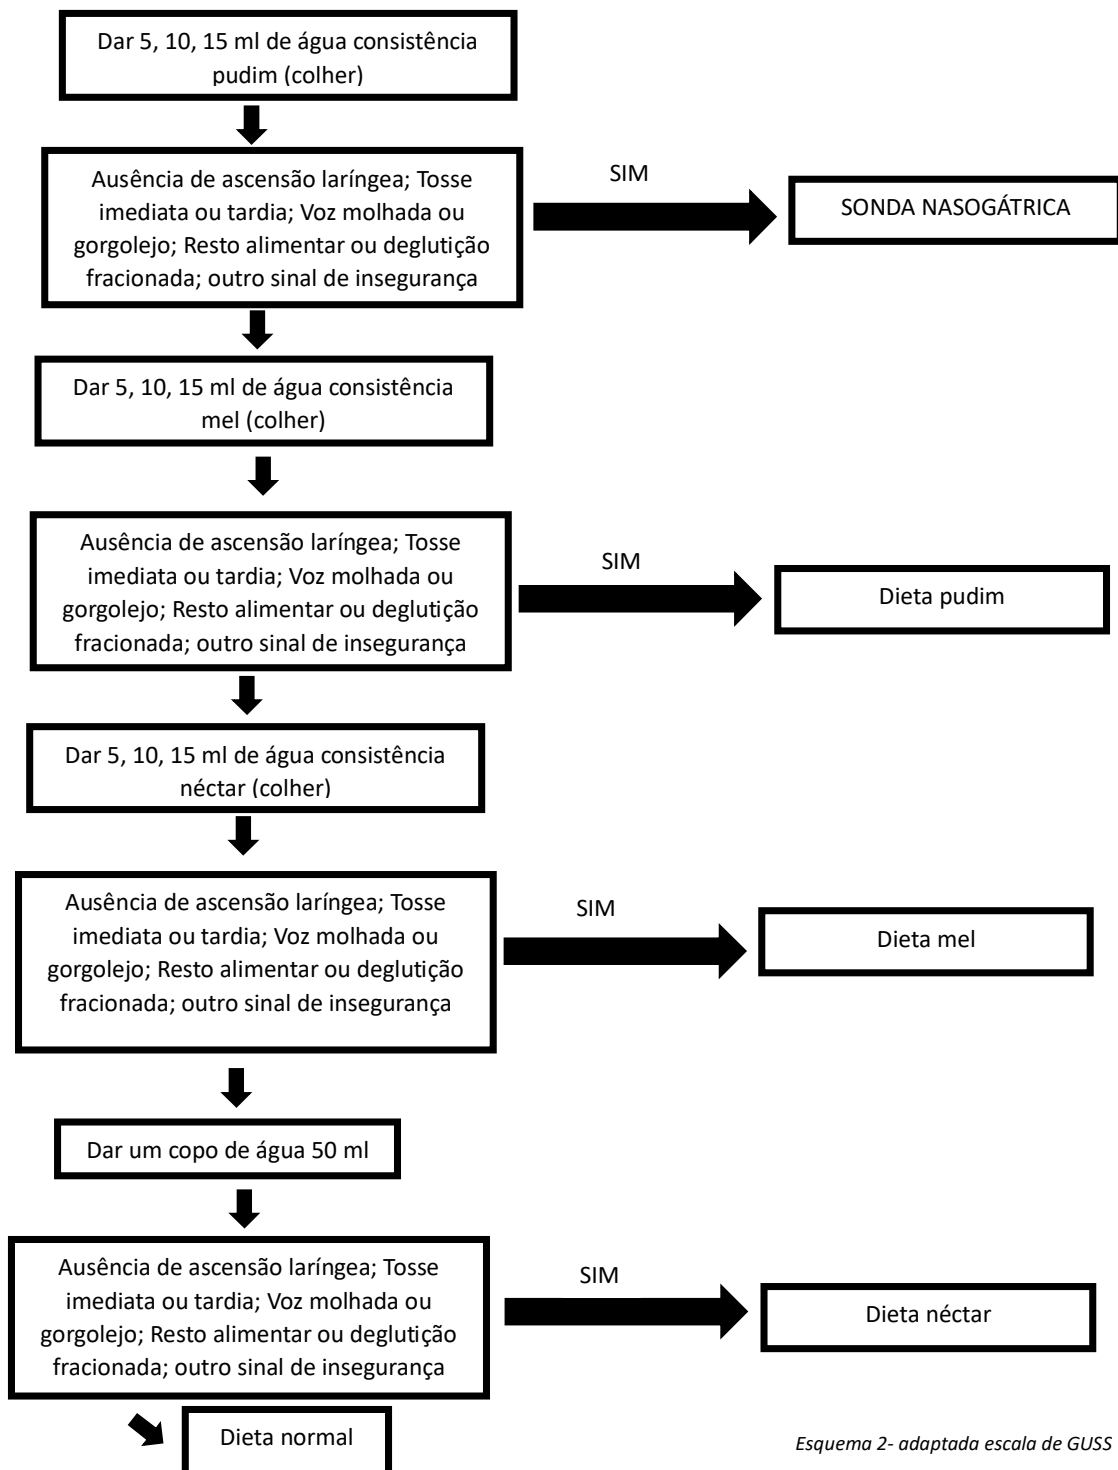 Dar 5, 10, 15 ml de água consistência
pudim (colher)
Ausência de ascensão laríngea; Tosse
imediata ou tardia; Voz molhada ou
gorgolejo; Resto alimentar ou deglutição
fracionada; outro sinal de insegurança
SIM
SONDA NASOGÁTRICA
Dar 5, 10, 15 ml de água consistência
mel (colher)
Ausência de ascensão laríngea; Tosse
imediata ou tardia; Voz molhada ou
gorgolejo; Resto alimentar ou deglutição
fracionada; outro sinal de insegurança
SIM
Dieta pudim
Dar 5, 10, 15 ml de água consistência
néctar (colher)
Ausência de ascensão laríngea; Tosse
imediata ou tardia; Voz molhada ou
gorgolejo; Resto alimentar ou deglutição
fracionada; outro sinal de insegurança
SIM
Dieta mel
Dar um copo de água 50 ml
Ausência de ascensão laríngea; Tosse
imediata ou tardia; Voz molhada ou
gorgolejo; Resto alimentar ou deglutição
fracionada; outro sinal de insegurança
SIM
Dieta néctar
Dieta normal
Esquema 2- adaptada escala de GUSS